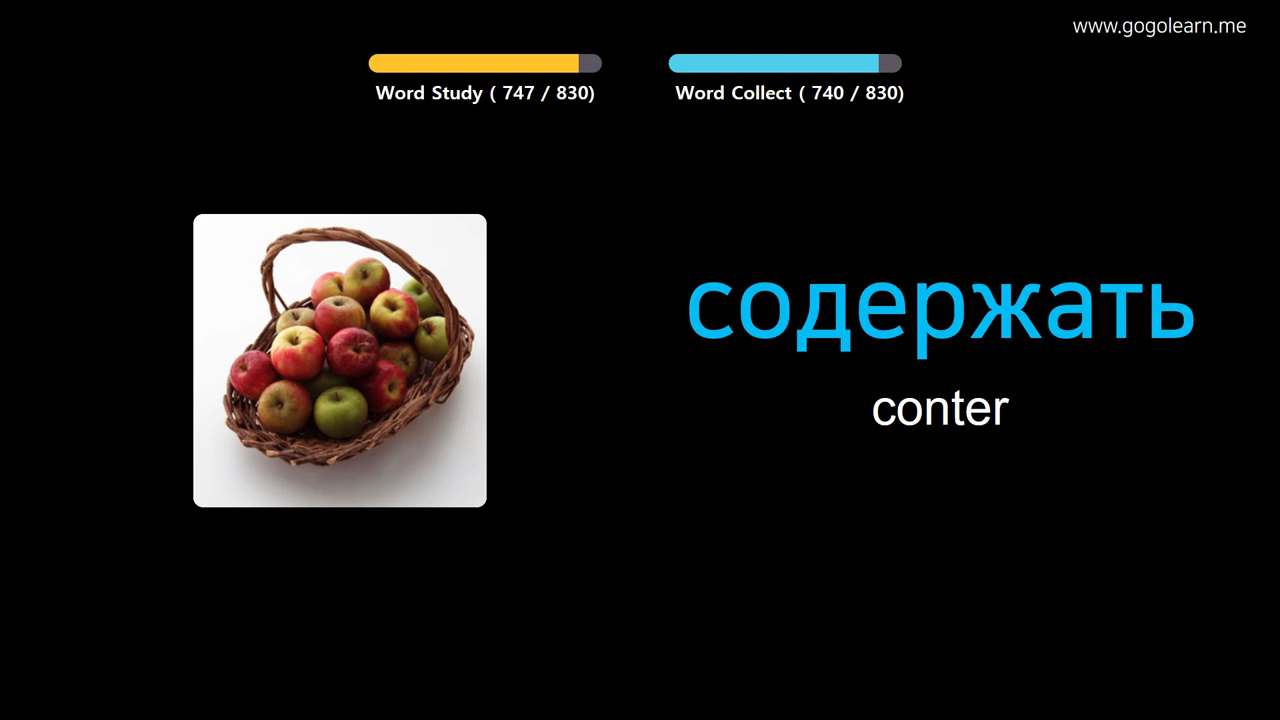 www.gogolearn.me
Word Study ( 747 / 830)
Word Collect ( 740 / 830)
содержать
conter